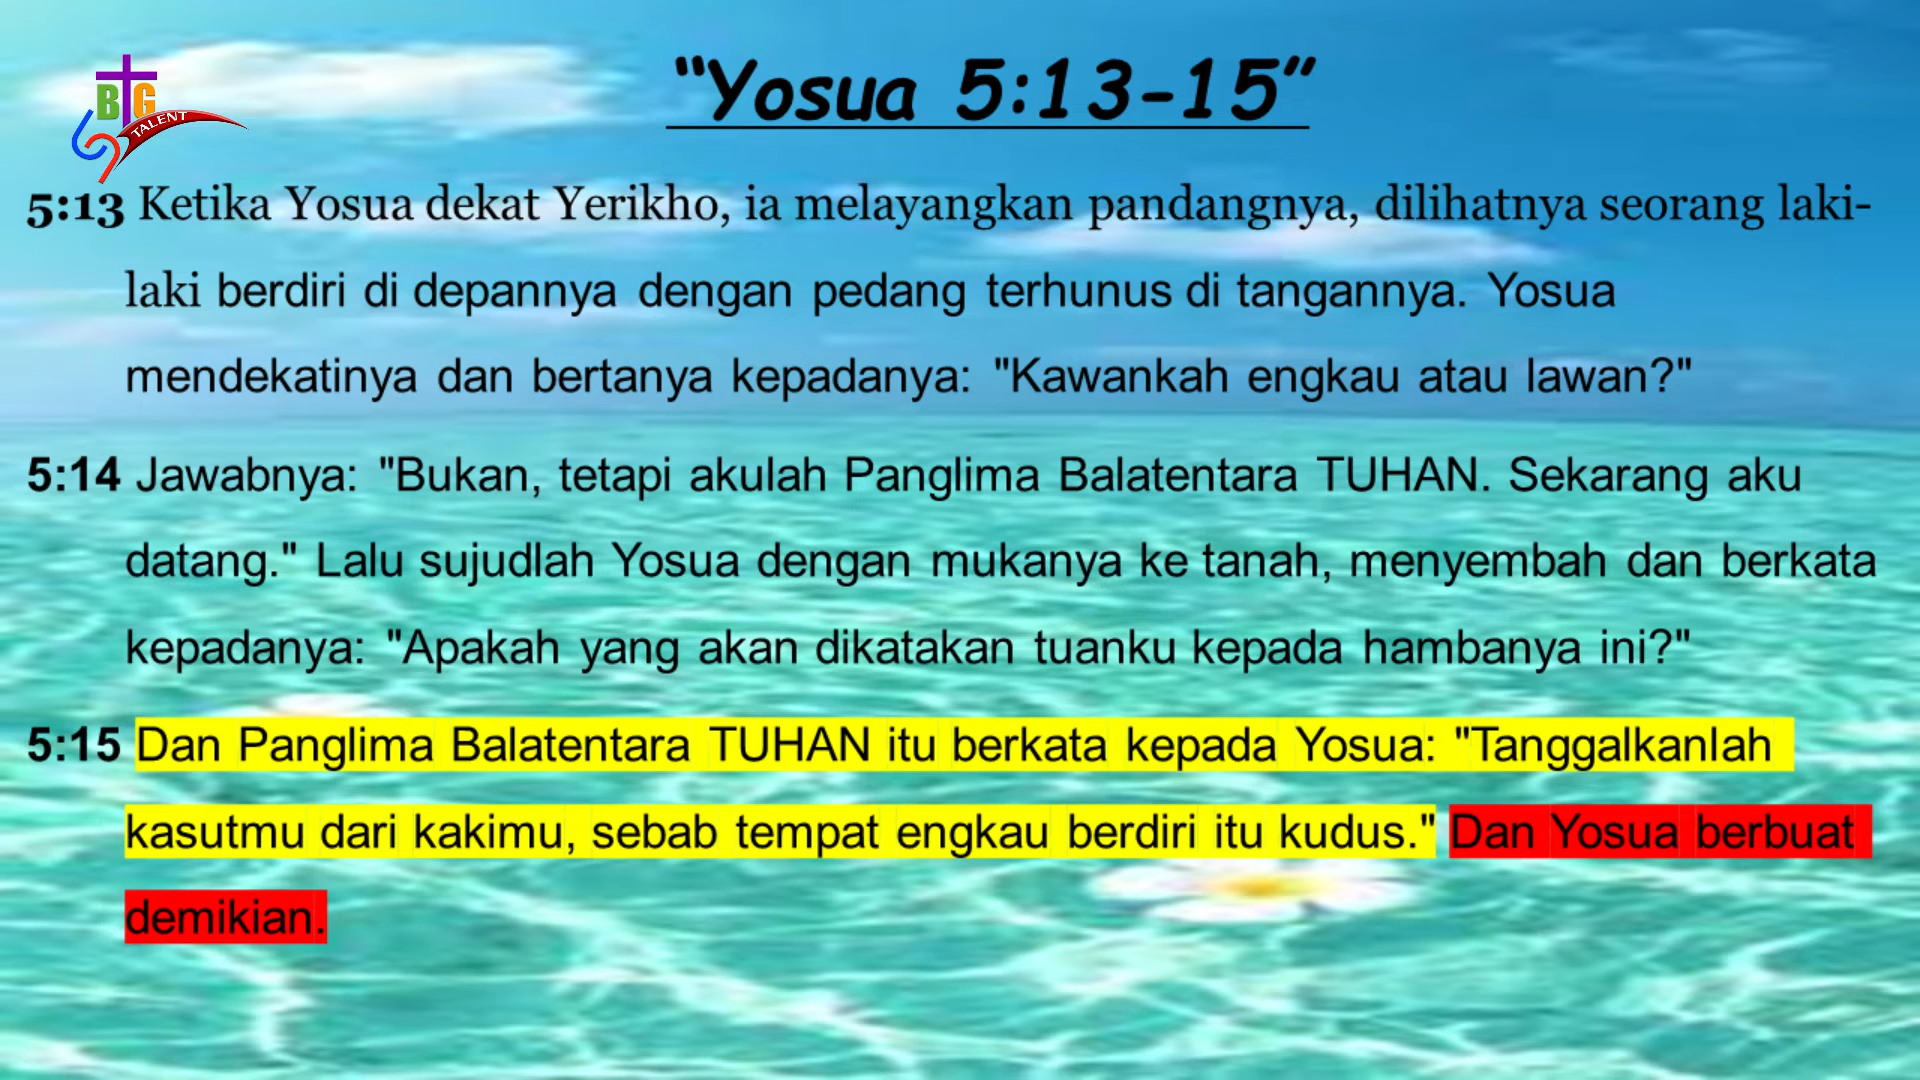 BTG
TALENT
“Yosua 5:13-15”
5:13 Ketika Yosua dekat Yerikho, ia melayangkan pandangnya, dilihatnya seorang laki-
laki berdiri di depannya dengan pedang terhunus di tangannya. Yosua
mendekatinya dan bertanya kepadanya: "Kawankah engkau atau lawan?"
5:14 Jawabnya: "Bukan, tetapi akulah Panglima Balatentara TUHAN. Sekarang aku
datang." Lalu sujudlah Yosua dengan mukanya ke tanah, menyembah dan berkata
kepadanya: "Apakah yang akan dikatakan tuanku kepada hambanya ini?"
5:15 Dan Panglima Balatentara TUHAN itu berkata kepada Yosua: "Tanggalkanlah
kasutmu dari kakimu, sebab tempat engkau berdiri itu kudus." Dan Yosua berbuat
demikian.